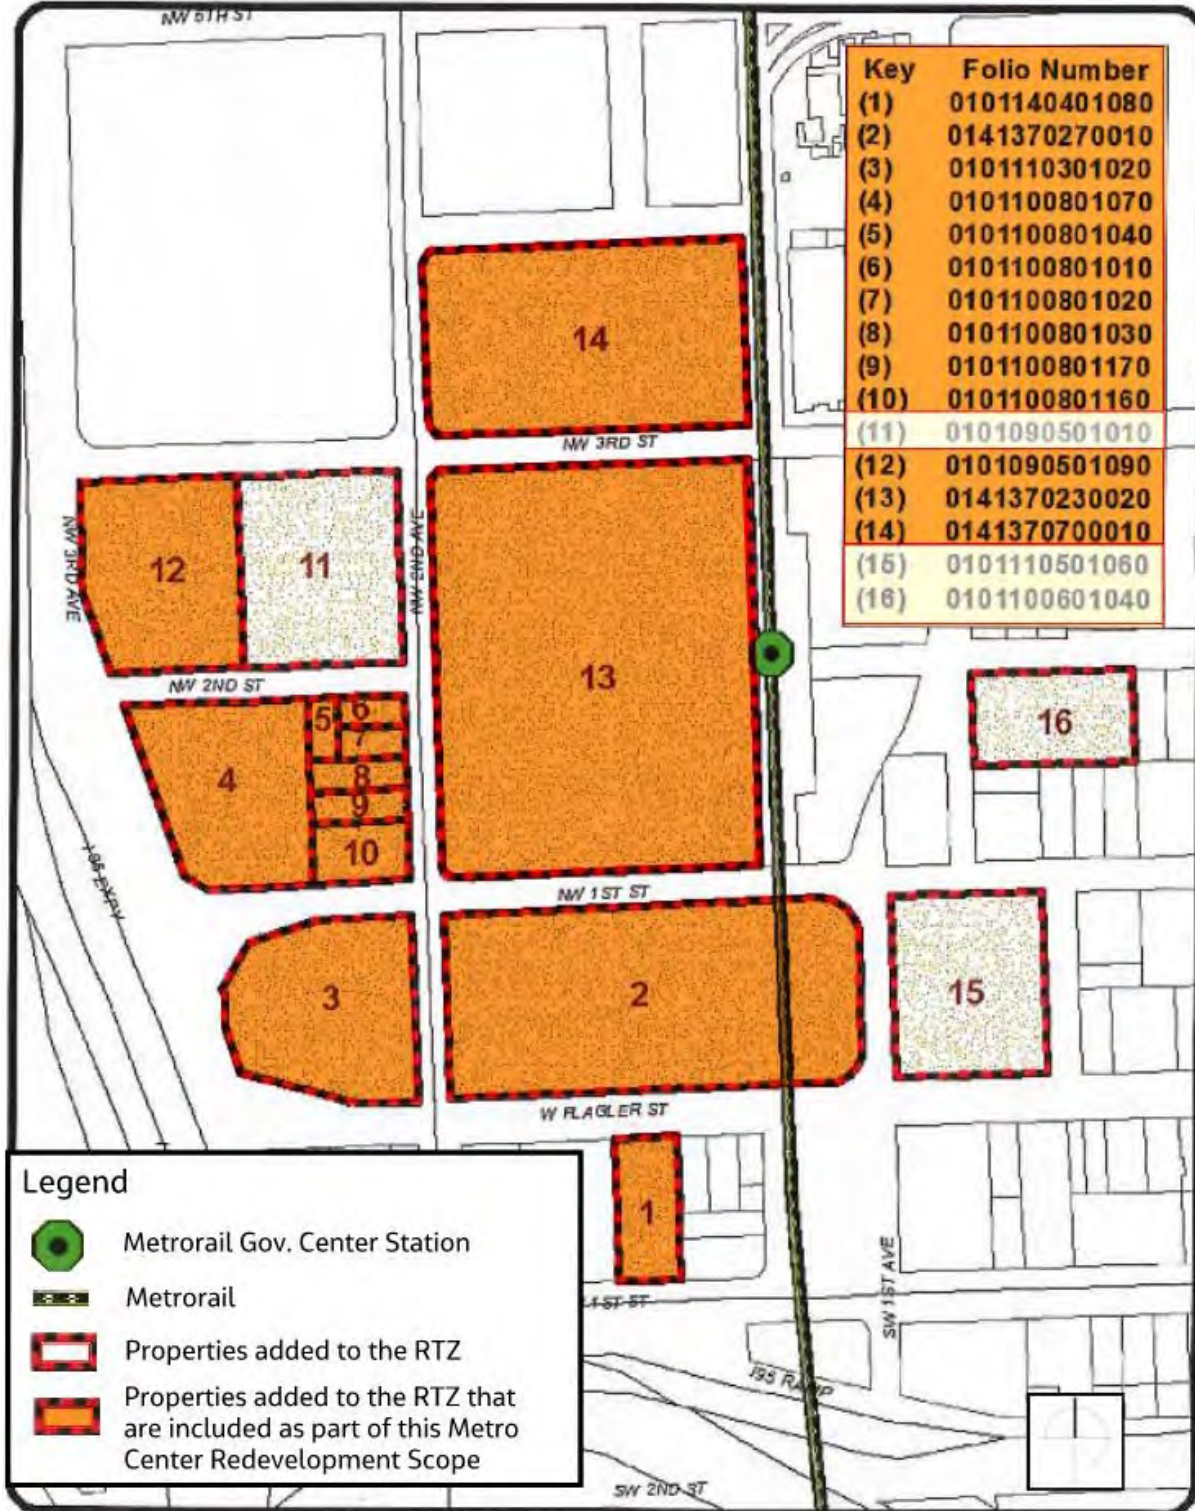 NW 5TH ST
Key Folio Number
(1) 0101140401080
(2) 0141370270010
(3) 0101110301020
(4) 0101100801070
(5) 0101100801040
(6) 0101100801010
(7) 0101100801020
(8) 0101100801030
(9) 0101100801170
(10) 0101100801160
(11) 0101090501010
(12) 0101090501090
(13) 0141370230020
(14) 0141370700010
(15) 0101110501060
(16) 0101100601040
14
NW 3RD ST
NW 3RD AVE
12
11
NW 2ND AVE
13
NW 2ND ST
16
4
5
6
7
8
9
10
I 95 EXPY
NW 1ST ST
3
2
15
W FLAGLER ST
1
1 ST ST
SW 1ST AVE
I95 RAMP
SW 2ND ST
Legend
Metrorail Gov. Center Station
Metrorail
Properties added to the RTZ
Properties added to the RTZ that
are included as part of this Metro
Center Redevelopment Scope